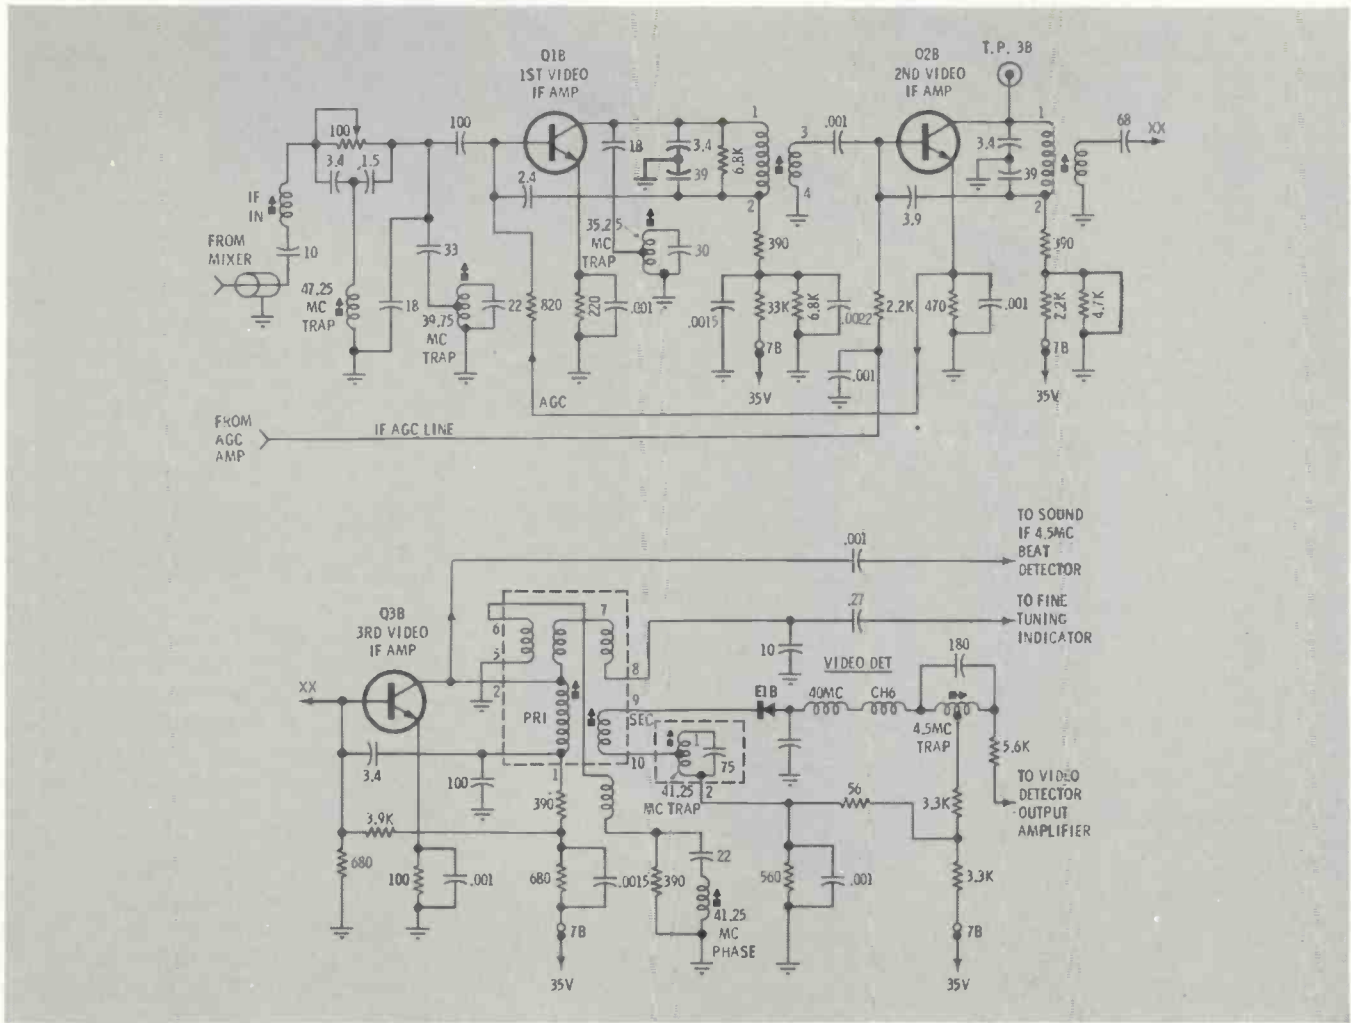 Q1B
1ST VIDEO
IF AMP
Q2B
2ND VIDEO
IF AMP
T.P. 3B
100
3.4
1.5
100
18
3.4
39
6.8K
1
2
3
4
.001
3.4
39
1
2
68
XX
IF
IN
FROM
MIXER
10
47.25
MC
TRAP
18
33
39.75
MC
TRAP
22
2.4
820
220
.001
35.25
MC
TRAP
30
390
.0015
33K
6.8K
.0022
7B
35V
2.2K
.001
3.9
470
.001
390
2.2K
4.7K
7B
35V
AGC
FROM
AGC
AMP
IF AGC LINE
TO SOUND
IF 4.5MC
BEAT
DETECTOR
.001
Q3B
3RD VIDEO
IF AMP
XX
6
5
2
7
8
9
10
1
PRI
SEC
.27
TO FINE
TUNING
INDICATOR
10
VIDEO DET
E1B
40MC
CH6
180
4.5MC
TRAP
5.6K
TO VIDEO
DETECTOR
OUTPUT
AMPLIFIER
1
75
2
41.25
MC TRAP
56
3.3K
3.3K
7B
35V
3.4
100
390
3.9K
680
100
.001
680
.0015
7B
35V
390
22
41.25
MC
PHASE
560
.001